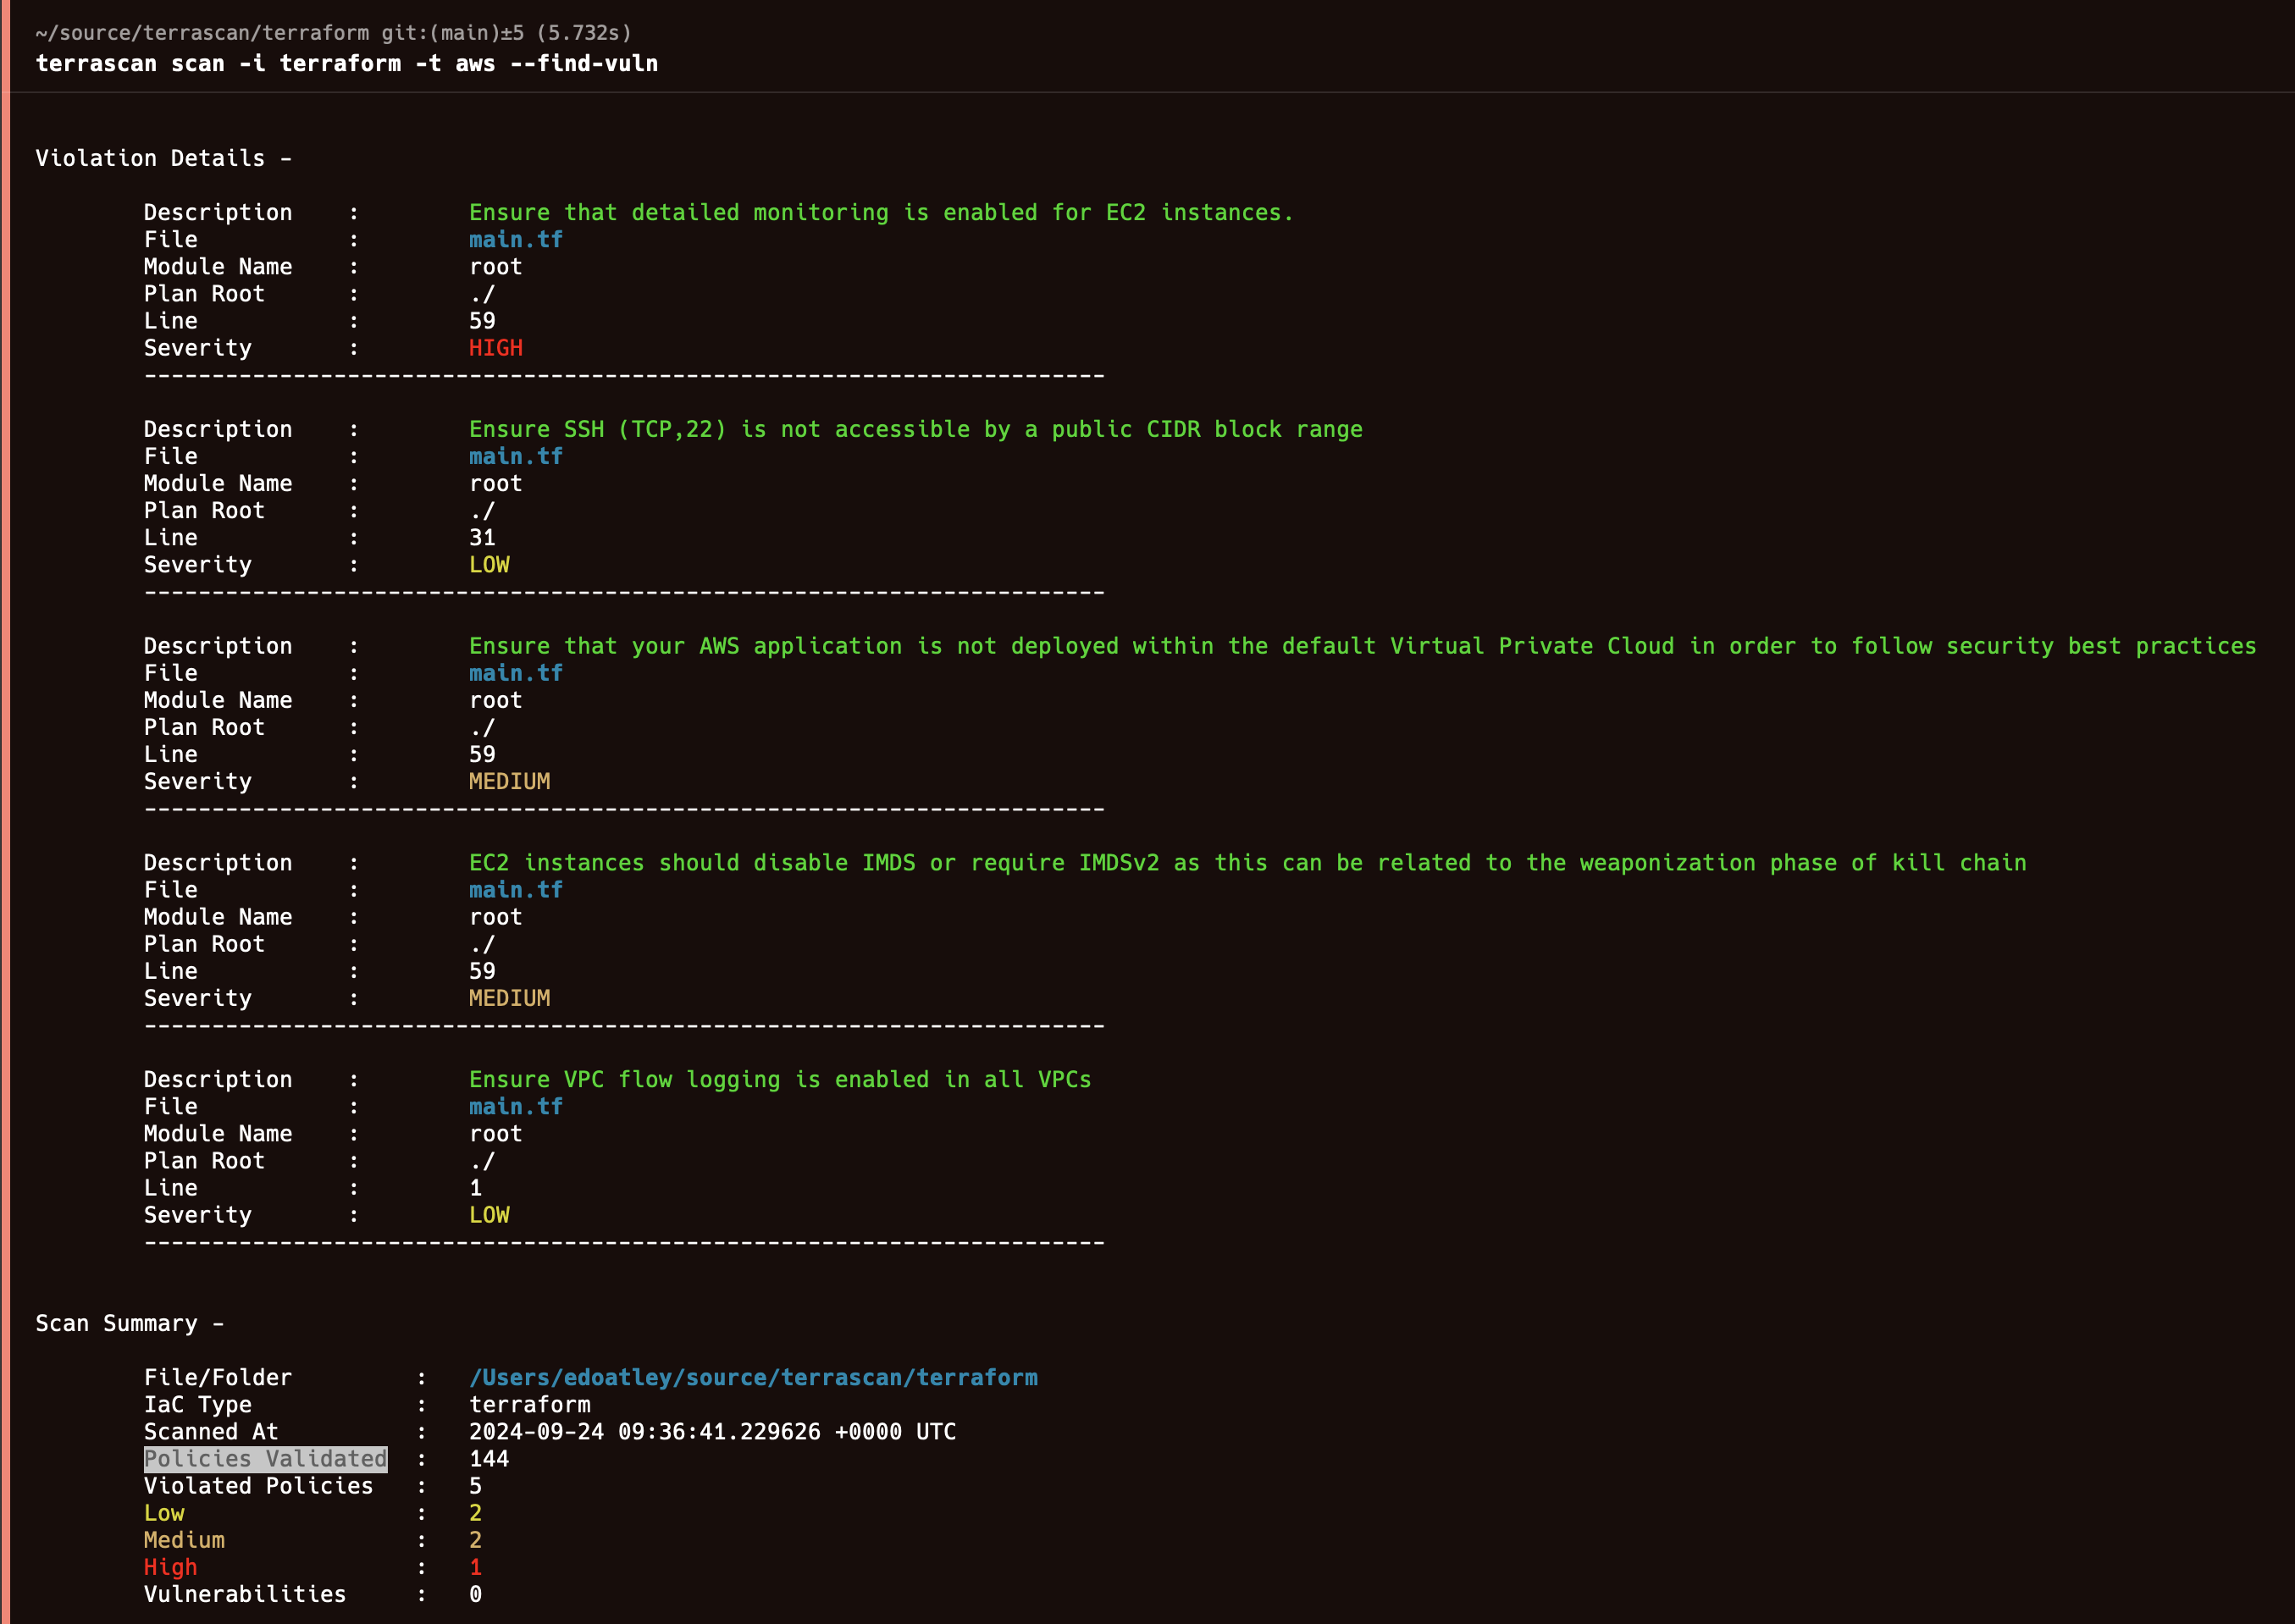 ~/source/terrascan/terraform git:(main)±5 (5.732s)
terrascan scan -i terraform -t aws --find-vuln
Violation Details -
Description : Ensure that detailed monitoring is enabled for EC2 instances.
File : main.tf
Module Name : root
Plan Root : ./
Line : 59
Severity : HIGH
-----------------------------------------------------------------------
Description : Ensure SSH (TCP,22) is not accessible by a public CIDR block range
File : main.tf
Module Name : root
Plan Root : ./
Line : 31
Severity : LOW
-----------------------------------------------------------------------
Description : Ensure that your AWS application is not deployed within the default Virtual Private Cloud in order to follow security best practices
File : main.tf
Module Name : root
Plan Root : ./
Line : 59
Severity : MEDIUM
-----------------------------------------------------------------------
Description : EC2 instances should disable IMDS or require IMDSv2 as this can be related to the weaponization phase of kill chain
File : main.tf
Module Name : root
Plan Root : ./
Line : 59
Severity : MEDIUM
-----------------------------------------------------------------------
Description : Ensure VPC flow logging is enabled in all VPCs
File : main.tf
Module Name : root
Plan Root : ./
Line : 1
Severity : LOW
-----------------------------------------------------------------------
Scan Summary -
File/Folder : /Users/edoatley/source/terrascan/terraform
IaC Type : terraform
Scanned At : 2024-09-24 09:36:41.229626 +0000 UTC
Policies Validated : 144
Violated Policies : 5
Low : 2
Medium : 2
High : 1
Vulnerabilities : 0